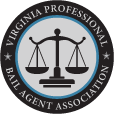 VIRGINIA PROFESSIONAL
BAIL AGENT ASSOCIATION